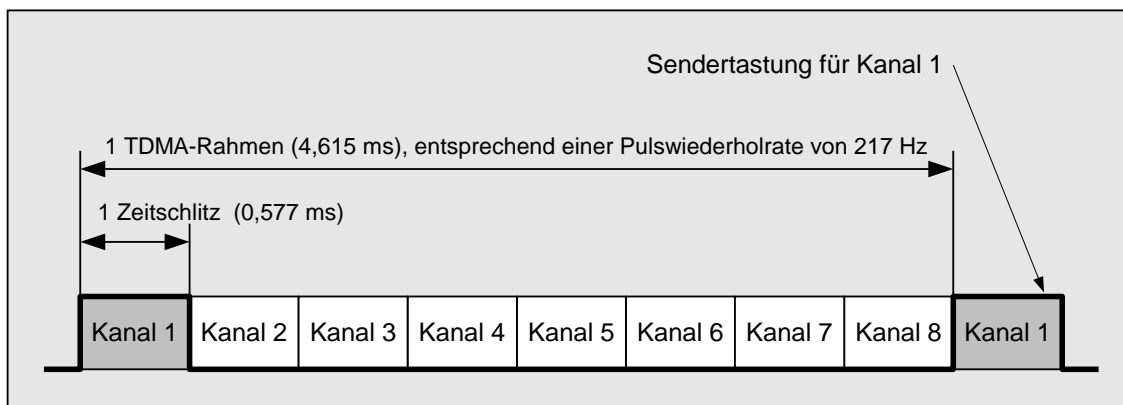 Sendertastung für Kanal 1
1 TDMA-Rahmen (4,615 ms), entsprechend einer Pulswiederholrate von 217 Hz
1 Zeitschlitz (0,577 ms)
Kanal 1 Kanal 2 Kanal 3 Kanal 4 Kanal 5 Kanal 6 Kanal 7 Kanal 8 Kanal 1